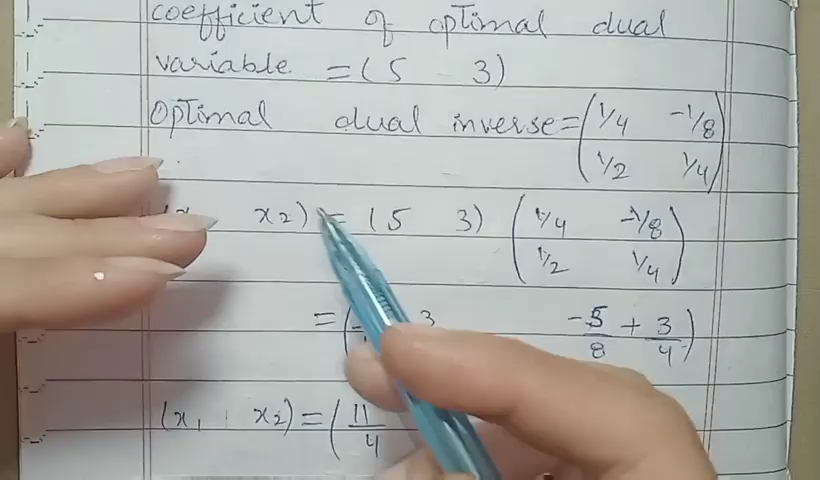 coefficient of optimal dual
variable = (5 3)
Optimal dual inverse = (1/4 -1/8
1/2 1/4)
x2) = (5 3) (1/4 -1/8
1/2 1/4)
= ( 3 -5/8 + 3/4)
(x1 x2) = (11/4